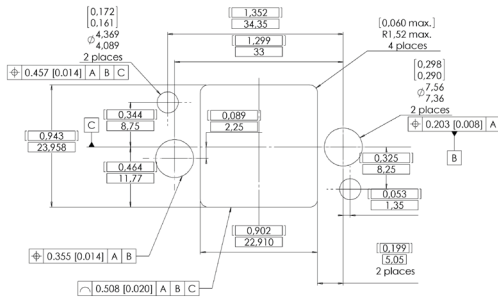 [0,172]
[0,161]
⌀4,369
4,089
2 places
⌖ 0.457 [0.014] A B C
[1,352]
34,35
[1,299]
33
[0,060 max.]
R1,52 max.
4 places
[0,298]
[0,290]
⌀7,56
7,36
2 places
⌖ 0.203 [0.008] A
B
[0,943]
23,958
C
[0,344]
8,75
[0,089]
2,25
[0,464]
11,77
[0,325]
8,25
[0,053]
1,35
⌖ 0.355 [0.014] A B
[0,902]
22,910
[0,199]
5,05
2 places
⌓ 0.508 [0.020] A B C